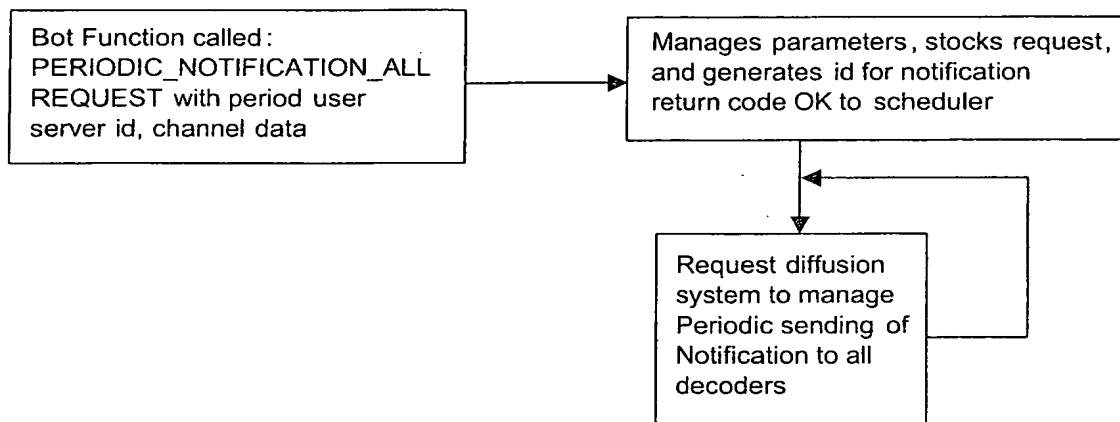 Bot Function called:
PERIODIC_NOTIFICATION_ALL
REQUEST with period user
server id, channel data
Manages parameters, stocks request,
and generates id for notification
return code OK to scheduler
Request diffusion
system to manage
Periodic sending of
Notification to all
decoders